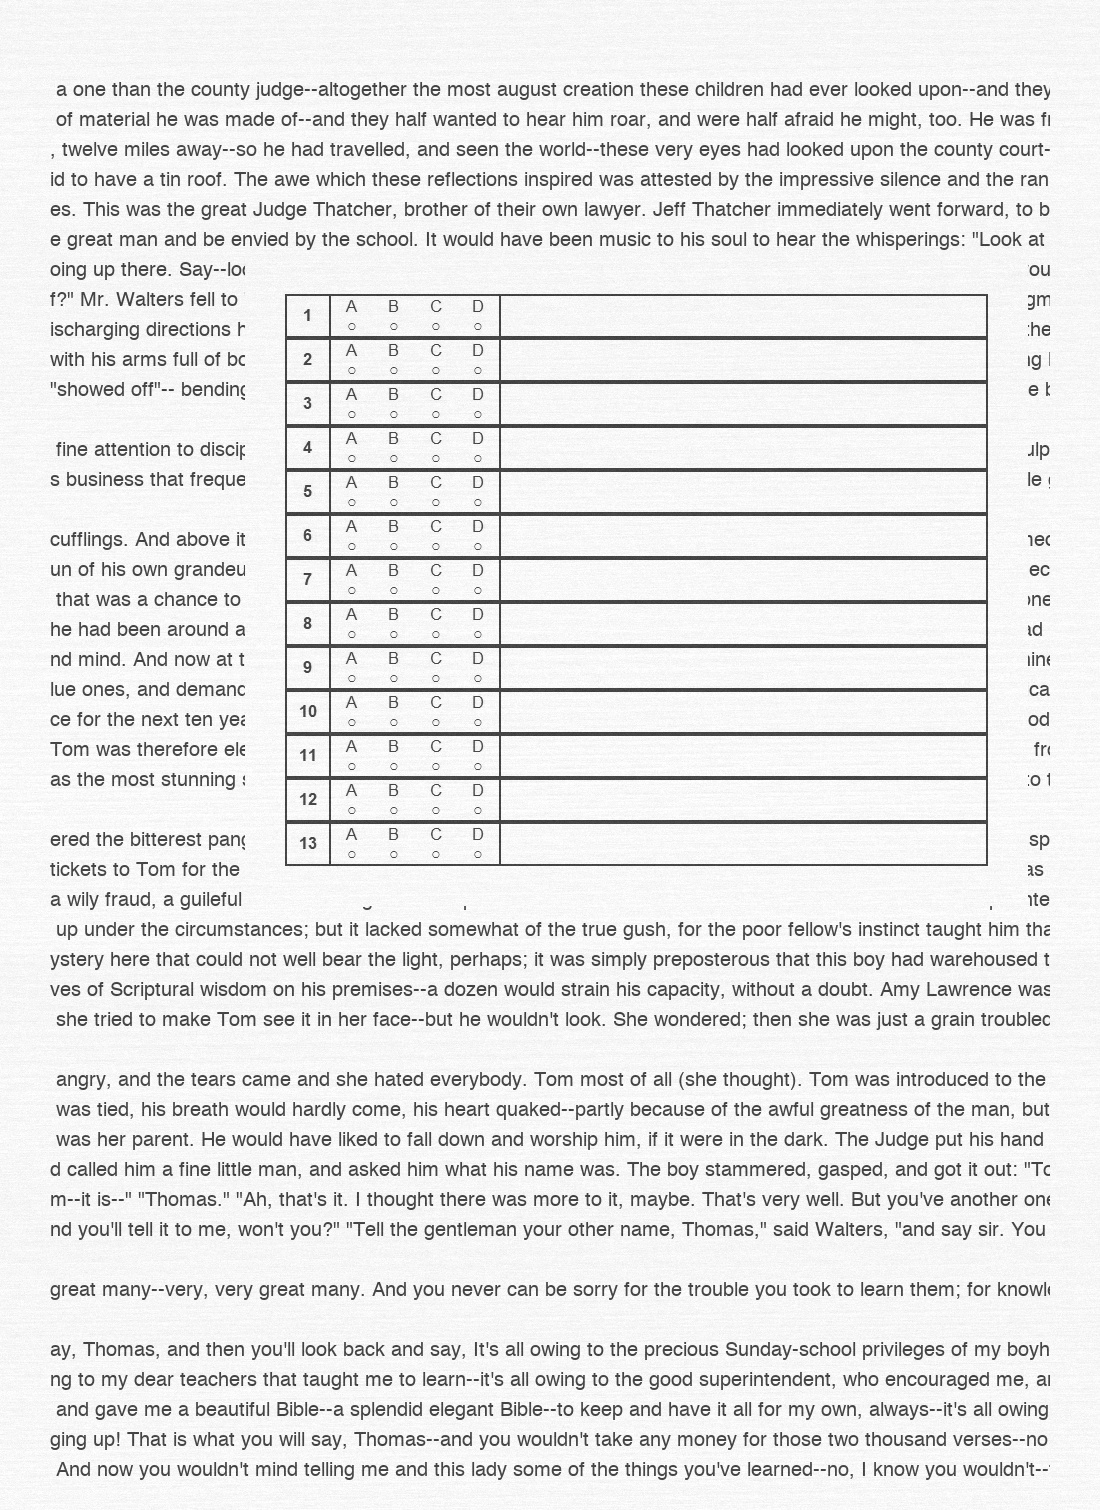 a one than the county judge--altogether the most august creation these children had ever looked upon--and they
of material he was made of--and they half wanted to hear him roar, and were half afraid he might, too. He was
, twelve miles away--so he had travelled, and seen the world--these very eyes had looked upon the county court-
id to have a tin roof. The awe which these reflections inspired was attested by the impressive silence and the ran
es. This was the great Judge Thatcher, brother of their own lawyer. Jeff Thatcher immediately went forward, to b
e great man and be envied by the school. It would have been music to his soul to hear the whisperings: "Look at
oing up there. Say-- ou
f?" Mr. Walters fell to gm
1 A B C D
ischarging directions h the
2 A B C D
with his arms full of ng
"showed off"-- bending e b
3 A B C D
fine attention to discip ulp
4 A B C D
s business that freque le
5 A B C D
cufflings. And above it
6 A B C D
un of his own grandeu ec
7 A B C D
that was a chance to one
he had been around a ad
8 A B C D
nd mind. And now at t ine
9 A B C D
lue ones, and demand ca
ce for the next ten yea od
10 A B C D
Tom was therefore ele fro
11 A B C D
as the most stunning to t
12 A B C D
ered the bitterest pang sp
13 A B C D
tickets to Tom for the as
a wily fraud, a guileful nte
up under the circumstances; but it lacked somewhat of the true gush, for the poor fellow's instinct taught him tha
ystery here that could not well bear the light, perhaps; it was simply preposterous that this boy had warehoused t
ves of Scriptural wisdom on his premises--a dozen would strain his capacity, without a doubt. Amy Lawrence was
she tried to make Tom see it in her face--but he wouldn't look. She wondered; then she was just a grain troubled
angry, and the tears came and she hated everybody. Tom most of all (she thought). Tom was introduced to the
was tied, his breath would hardly come, his heart quaked--partly because of the awful greatness of the man, but
was her parent. He would have liked to fall down and worship him, if it were in the dark. The Judge put his hand
d called him a fine little man, and asked him what his name was. The boy stammered, gasped, and got it out: "To
m--it is--" "Thomas." "Ah, that's it. I thought there was more to it, maybe. That's very well. But you've another one
nd you'll tell it to me, won't you?" "Tell the gentleman your other name, Thomas," said Walters, "and say sir. You
great many--very, very great many. And you never can be sorry for the trouble you took to learn them; for knowle
ay, Thomas, and then you'll look back and say, It's all owing to the precious Sunday-school privileges of my boyh
ng to my dear teachers that taught me to learn--it's all owing to the good superintendent, who encouraged me, a
and gave me a beautiful Bible--a splendid elegant Bible--to keep and have it all for my own, always--it's all owing
ging up! That is what you will say, Thomas--and you wouldn't take any money for those two thousand verses--no
And now you wouldn't mind telling me and this lady some of the things you've learned--no, I know you wouldn't--